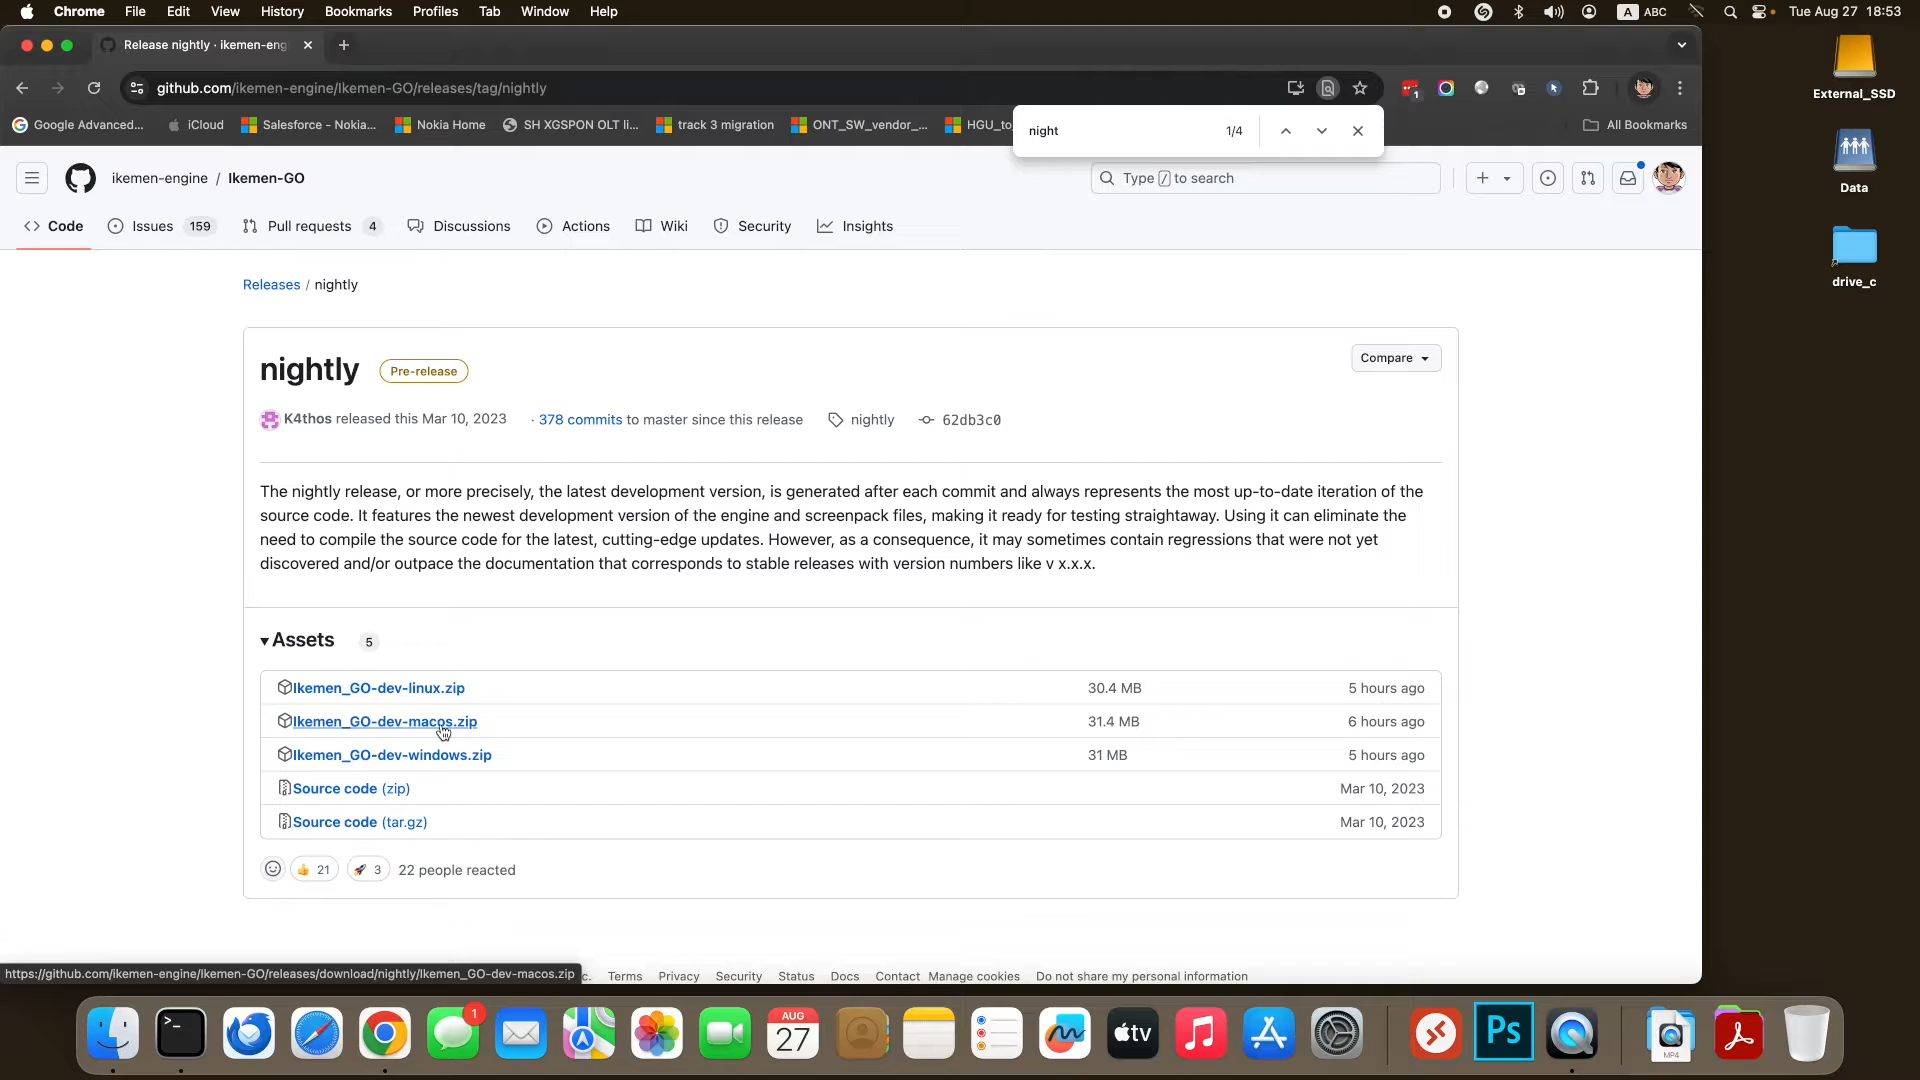 Chrome File Edit View History Bookmarks Profiles Tab Window Help A ABC Tue Aug 27 18:53
Release nightly · ikemen-eng
github.com/ikemen-engine/Ikemen-GO/releases/tag/nightly 1
Google Advanced... iCloud Salesforce - Nokia... Nokia Home SH XGSPON OLT li... track 3 migration ONT_SW_vendor_... HGU_to All Bookmarks
night 1/4
External_SSD
Data
drive_c
ikemen-engine / Ikemen-GO Type / to search
Code Issues 159 Pull requests 4 Discussions Actions Wiki Security Insights
Releases / nightly
nightly Pre-release Compare
K4thos released this Mar 10, 2023 · 378 commits to master since this release nightly 62db3c0
The nightly release, or more precisely, the latest development version, is generated after each commit and always represents the most up-to-date iteration of the
source code. It features the newest development version of the engine and screenpack files, making it ready for testing straightaway. Using it can eliminate the
need to compile the source code for the latest, cutting-edge updates. However, as a consequence, it may sometimes contain regressions that were not yet
discovered and/or outpace the documentation that corresponds to stable releases with version numbers like v x.x.x.
Assets 5
Ikemen_GO-dev-linux.zip 30.4 MB 5 hours ago
Ikemen_GO-dev-macos.zip 31.4 MB 6 hours ago
Ikemen_GO-dev-windows.zip 31 MB 5 hours ago
Source code (zip) Mar 10, 2023
Source code (tar.gz) Mar 10, 2023
21 3 22 people reacted
https://github.com/ikemen-engine/Ikemen-GO/releases/download/nightly/Ikemen_GO-dev-macos.zip c. Terms Privacy Security Status Docs Contact Manage cookies Do not share my personal information
1
AUG
27
tv
Ps
MP4